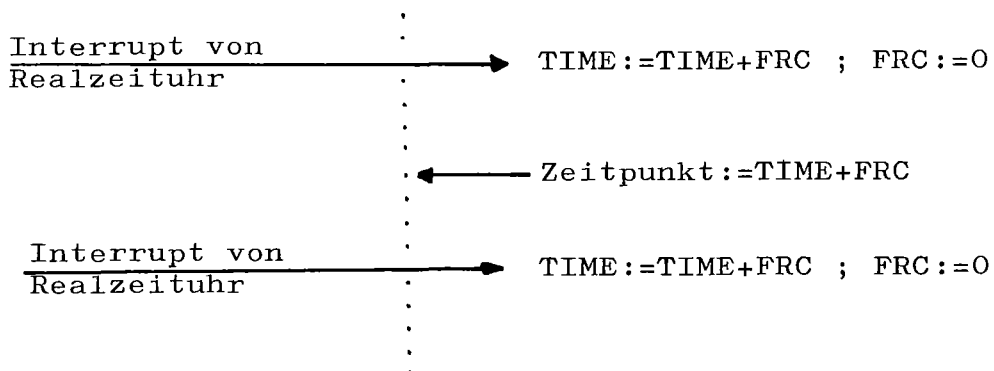 Interrupt von
Realzeituhr
TIME:=TIME+FRC ; FRC:=0
Zeitpunkt:=TIME+FRC
Interrupt von
Realzeituhr
TIME:=TIME+FRC ; FRC:=0